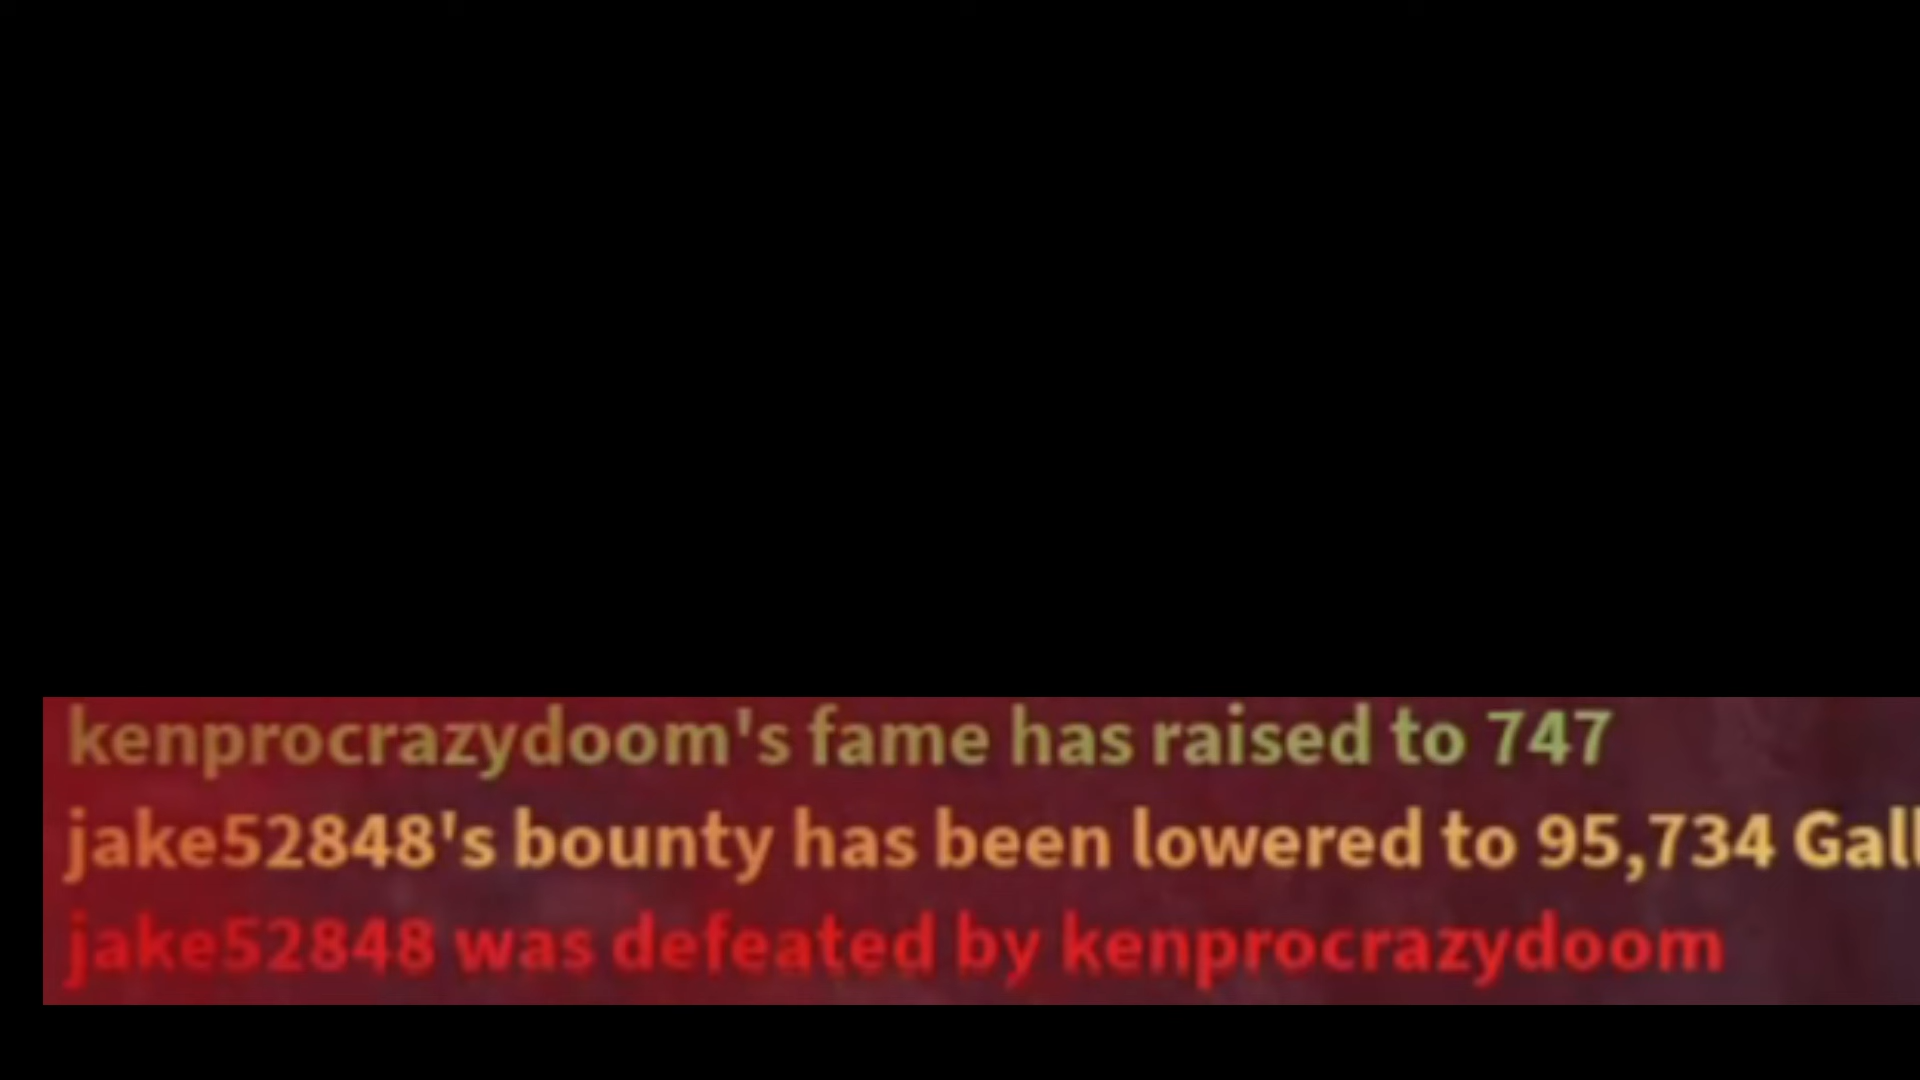 kenprocrazydoom's fame has raised to 747
jake52848's bounty has been lowered to 95,734
jake52848 was defeated by kenprocrazydoom